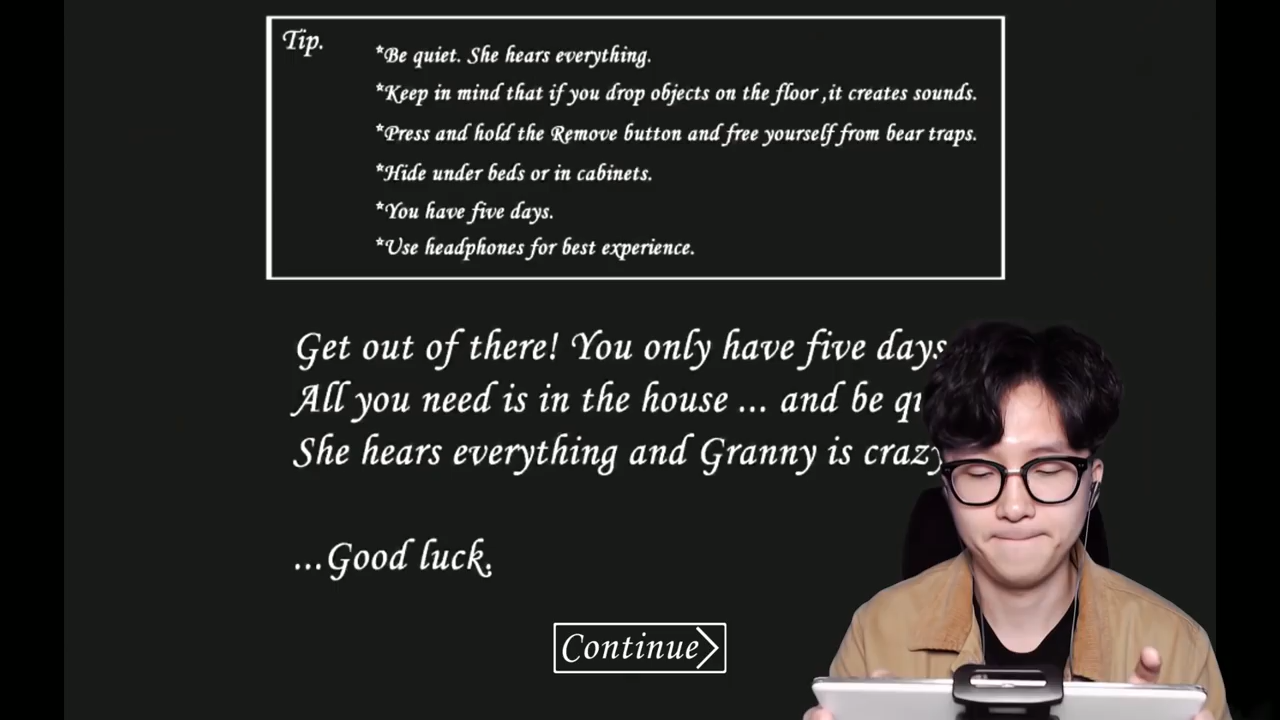 Tip.
*Be quiet. She hears everything.
*Keep in mind that if you drop objects on the floor ,it creates sounds.
*Press and hold the Remove button and free yourself from bear traps.
*Hide under beds or in cabinets.
*You have five days.
*Use headphones for best experience.
Get out of there! You only have five days
All you need is in the house ... and be
She hears everything and Granny is crazy
...Good luck.
Continue>